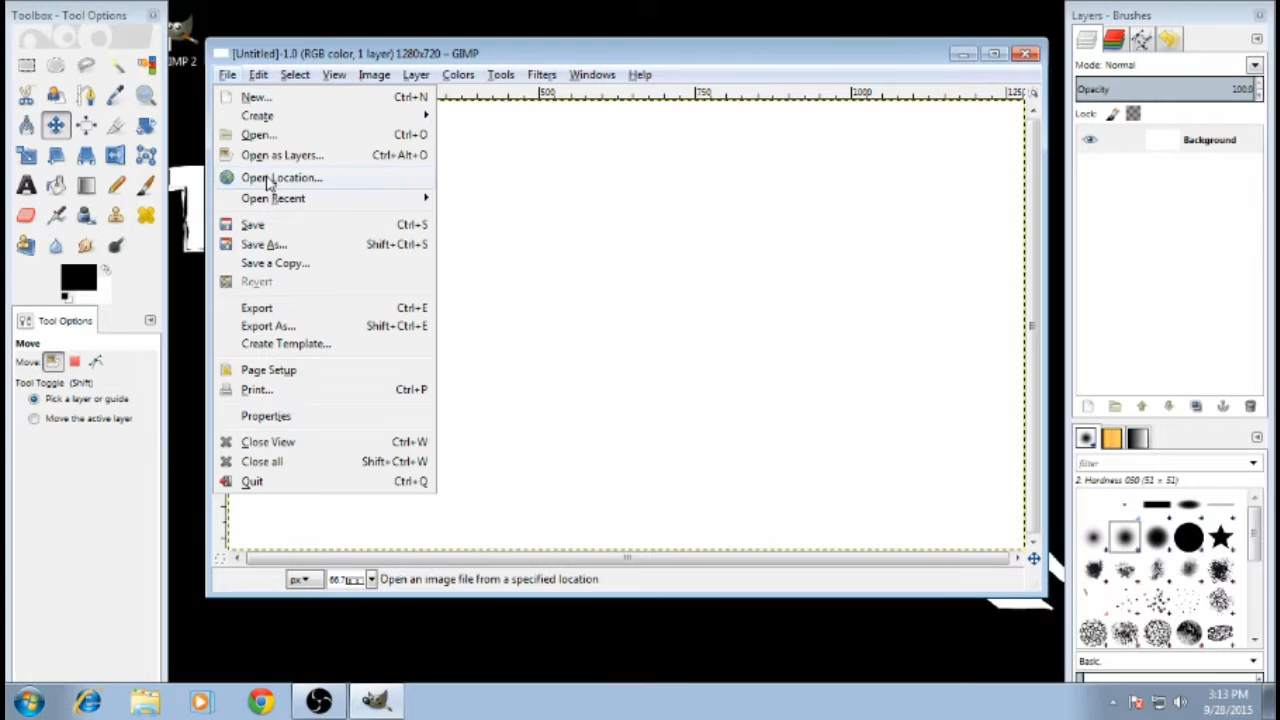 Toolbox - Tool Options
Move
Move:
Tool Toggle (Shift)
Pick a layer or guide
Move the active layer
Tool Options
MP 2
[Untitled]-1.0 (RGB color, 1 layer) 1280x720 – GIMP
File Edit Select View Image Layer Colors Tools Filters Windows Help
500 750 1000 1250
New... Ctrl+N
Create
Open... Ctrl+O
Open as Layers... Ctrl+Alt+O
Open Location...
Open Recent
Save Ctrl+S
Save As... Shift+Ctrl+S
Save a Copy...
Revert
Export Ctrl+E
Export As... Shift+Ctrl+E
Create Template...
Page Setup
Print... Ctrl+P
Properties
Close View Ctrl+W
Close all Shift+Ctrl+W
Quit Ctrl+Q
px
Open an image file from a specified location
Layers - Brushes
Mode: Normal
Opacity 100.0
Lock:
Background
filter
2. Hardness 050 (51 × 51)
Basic,
3:13 PM
9/28/2015